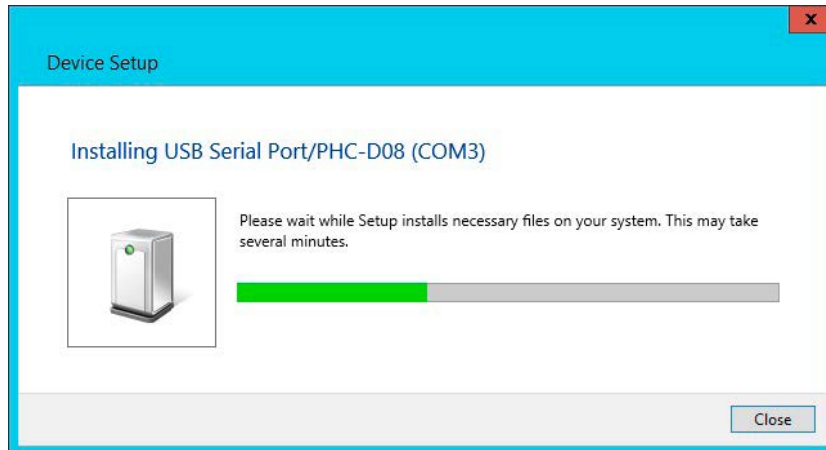 Device Setup
Installing USB Serial Port/PHC-D08 (COM3)
Please wait while Setup installs necessary files on your system. This may take
several minutes.
Close